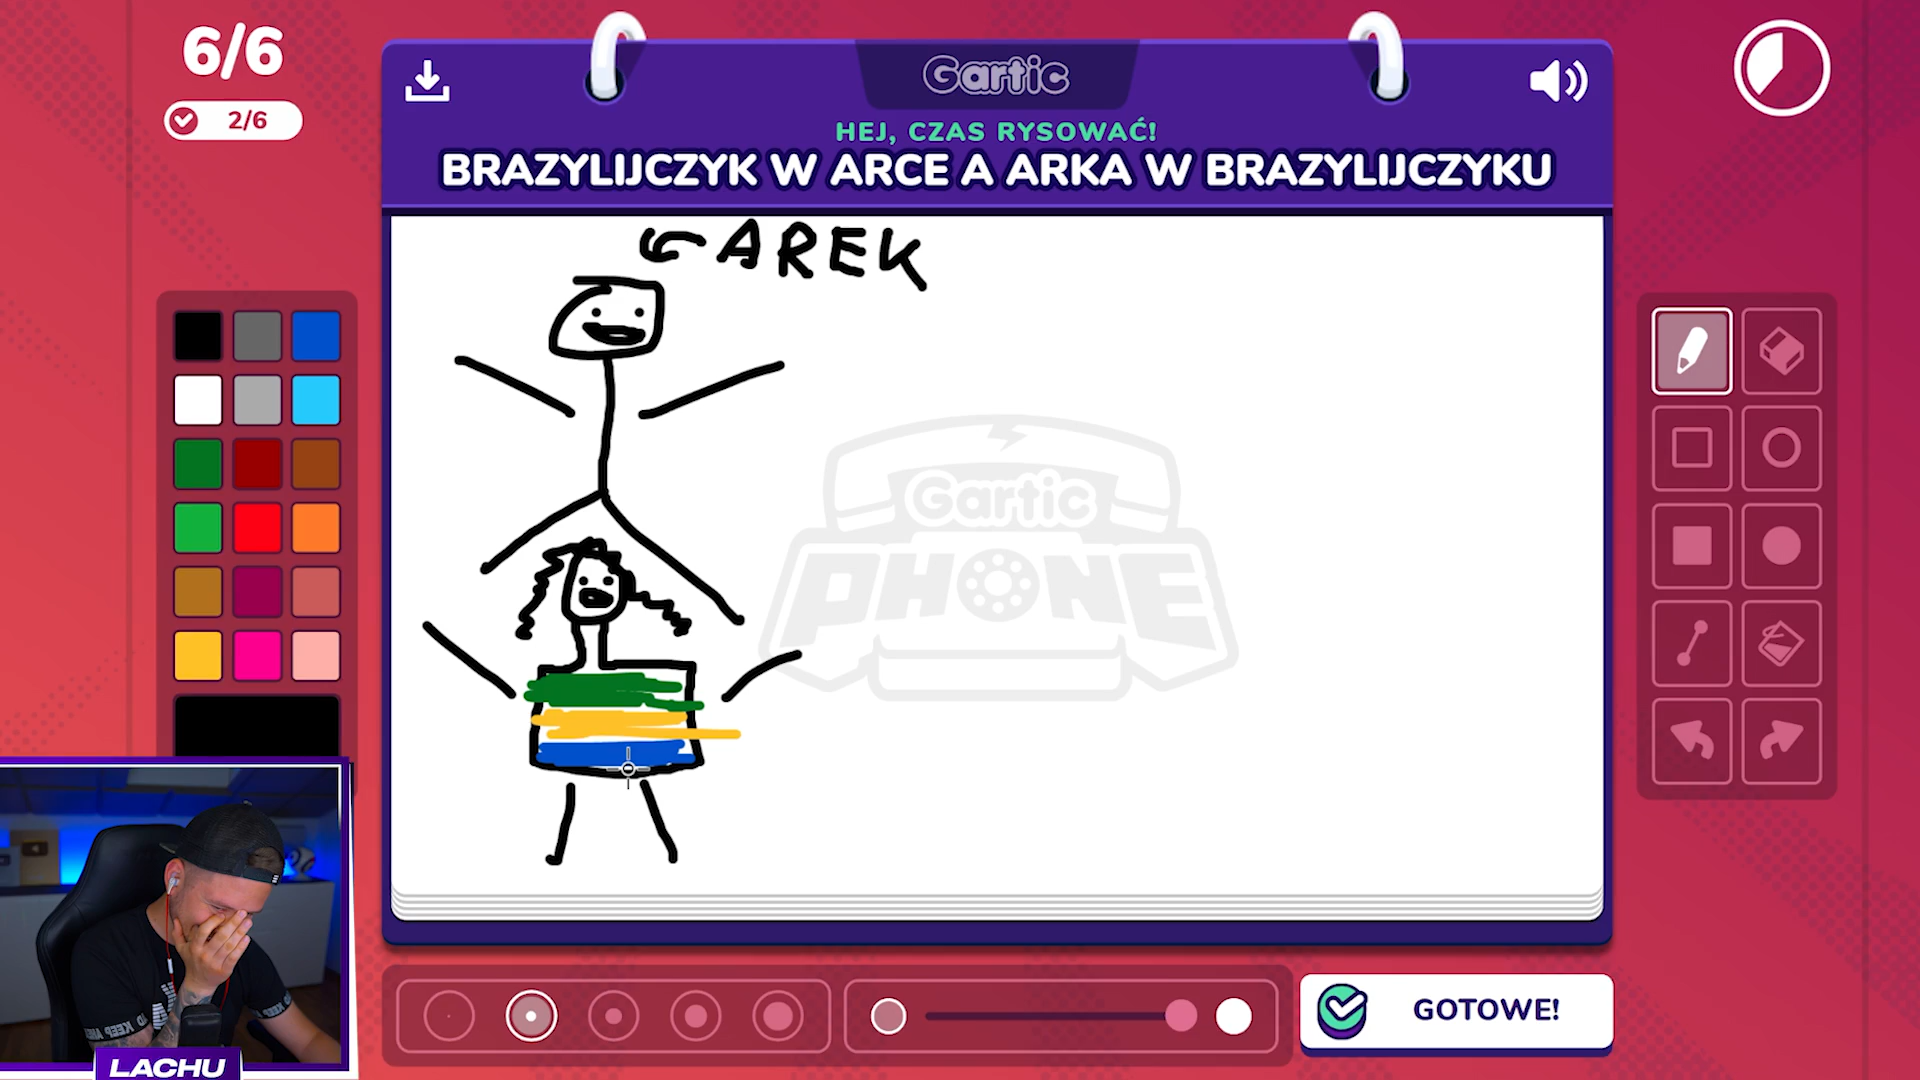 6/6
2/6
Gartic
HEJ, CZAS RYSOWAĆ!
BRAZYLIJCZYK W ARCE A ARKA W BRAZYLIJCZYKU
AREK
Gartic
PHONE
GOTOWE!
LACHU